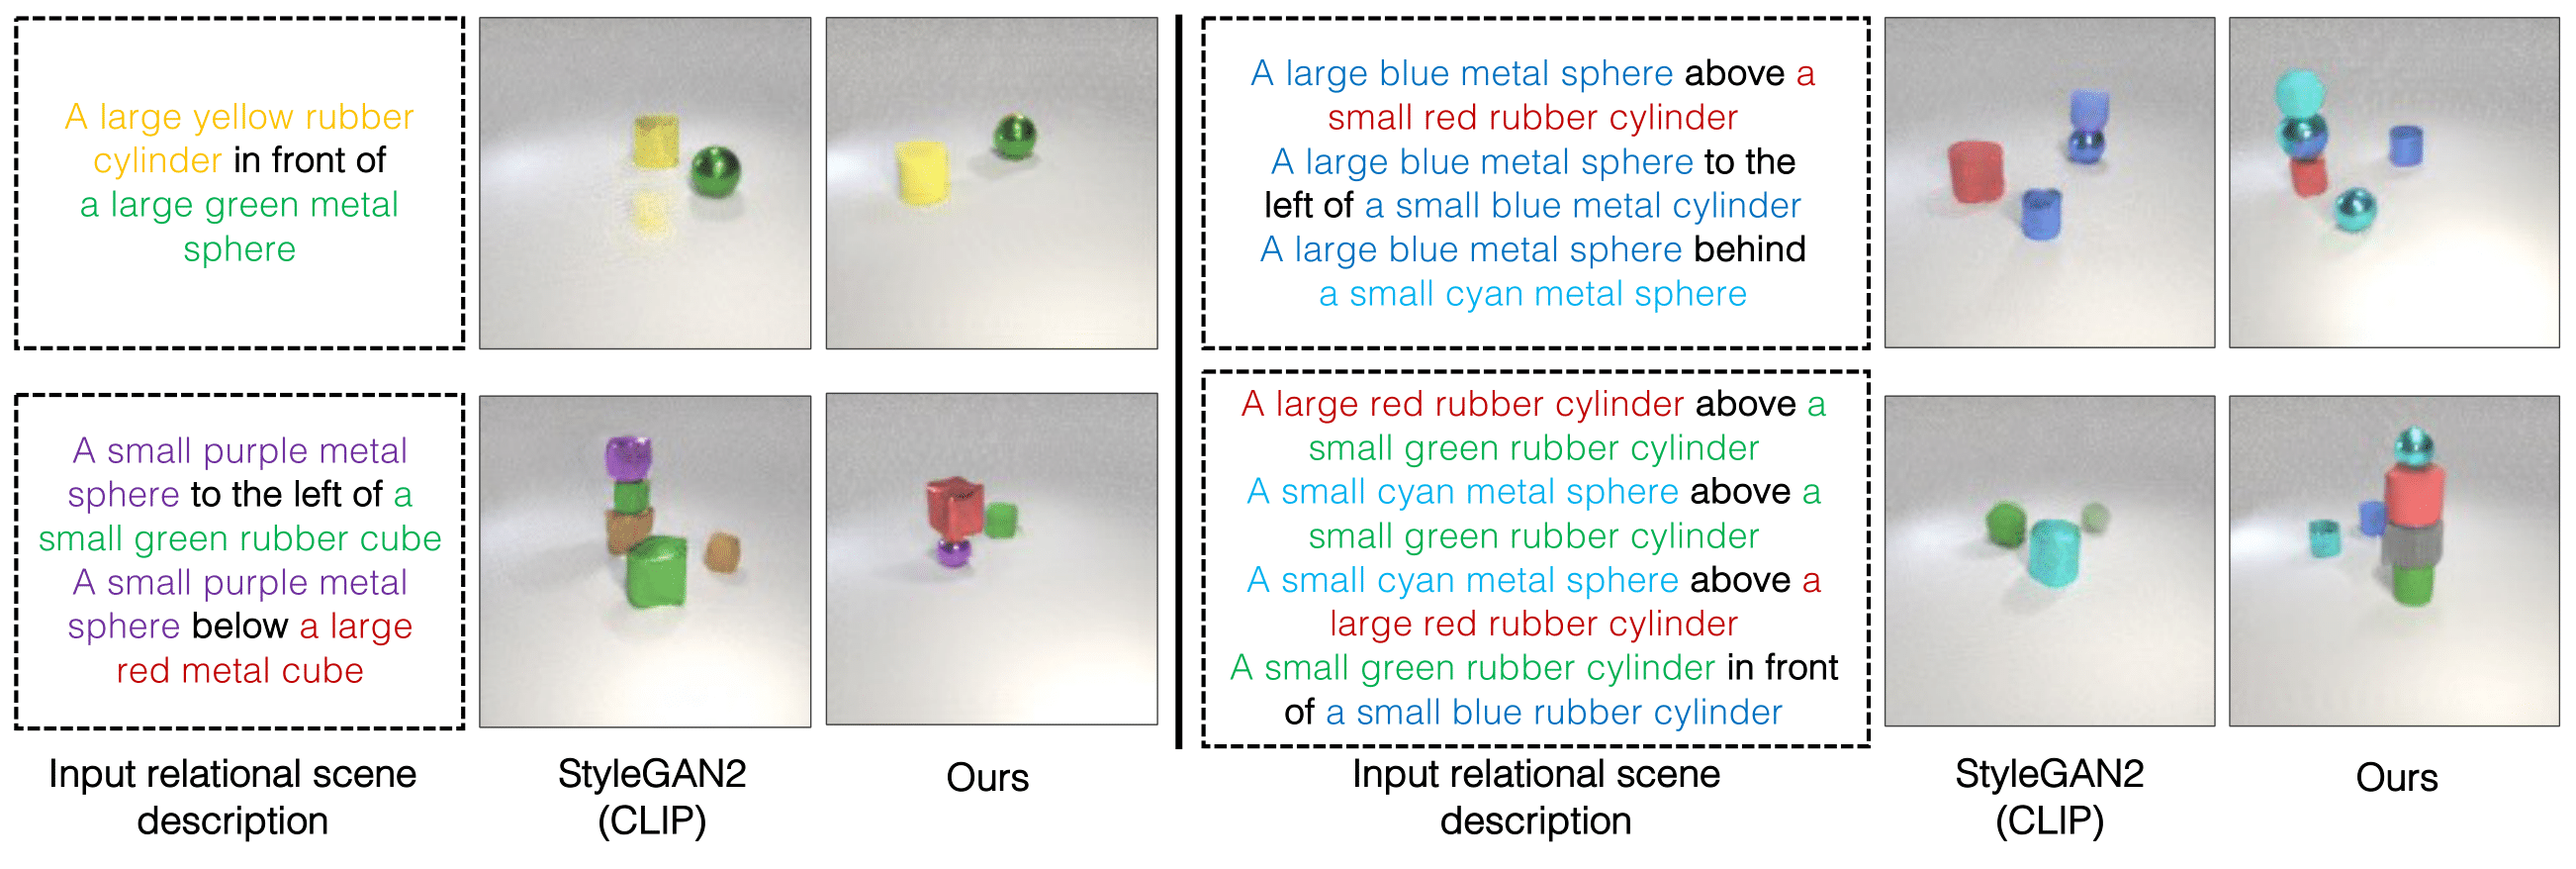 A large yellow rubber
cylinder in front of
a large green metal
sphere
A small purple metal
sphere to the left of a
small green rubber cube
A small purple metal
sphere below a large
red metal cube
Input relational scene
description
StyleGAN2
(CLIP)
Ours
A large blue metal sphere above a
small red rubber cylinder
A large blue metal sphere to the
left of a small blue metal cylinder
A large blue metal sphere behind
a small cyan metal sphere
A large red rubber cylinder above a
small green rubber cylinder
A small cyan metal sphere above a
small green rubber cylinder
A small cyan metal sphere above a
large red rubber cylinder
A small green rubber cylinder in front
of a small blue rubber cylinder
Input relational scene
description
StyleGAN2
(CLIP)
Ours